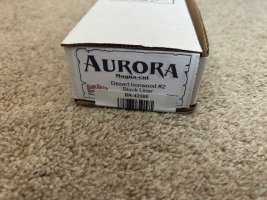 AURORA
Magna-cut
Desert Ironwood #2
Black Liner